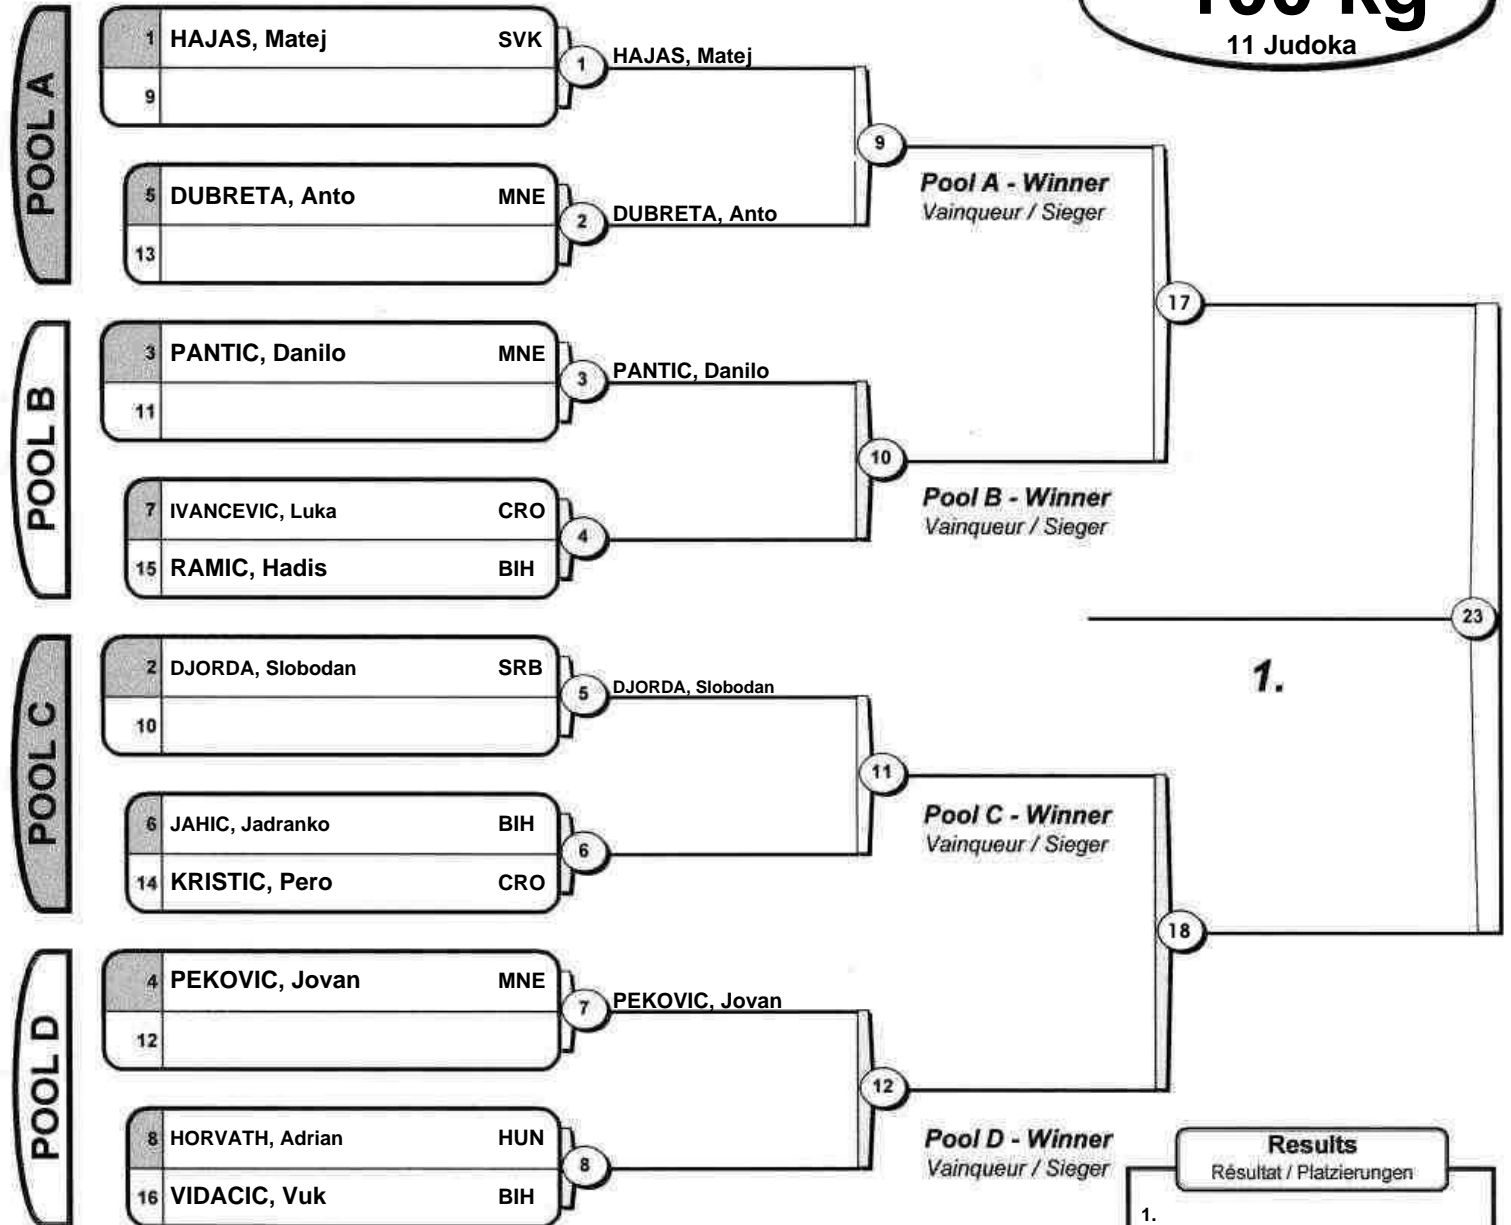 100 kg
11 Judoka
POOL A
1 HAJAS, Matej SVK
9
1 HAJAS, Matej
5 DUBRETA, Anto MNE
13
2 DUBRETA, Anto
9
Pool A - Winner
Vainqueur / Sieger
17
POOL B
3 PANTIC, Danilo MNE
11
3 PANTIC, Danilo
7 IVANCEVIC, Luka CRO
15 RAMIC, Hadis BIH
4
10
Pool B - Winner
Vainqueur / Sieger
23
1.
POOL C
2 DJORDA, Slobodan SRB
10
5 DJORDA, Slobodan
6 JAHIC, Jadranko BIH
14 KRISTIC, Pero CRO
6
11
Pool C - Winner
Vainqueur / Sieger
18
POOL D
4 PEKOVIC, Jovan MNE
12
7 PEKOVIC, Jovan
8 HORVATH, Adrian HUN
16 VIDACIC, Vuk BIH
8
12
Pool D - Winner
Vainqueur / Sieger
Results
Résultat / Platzierungen
1.